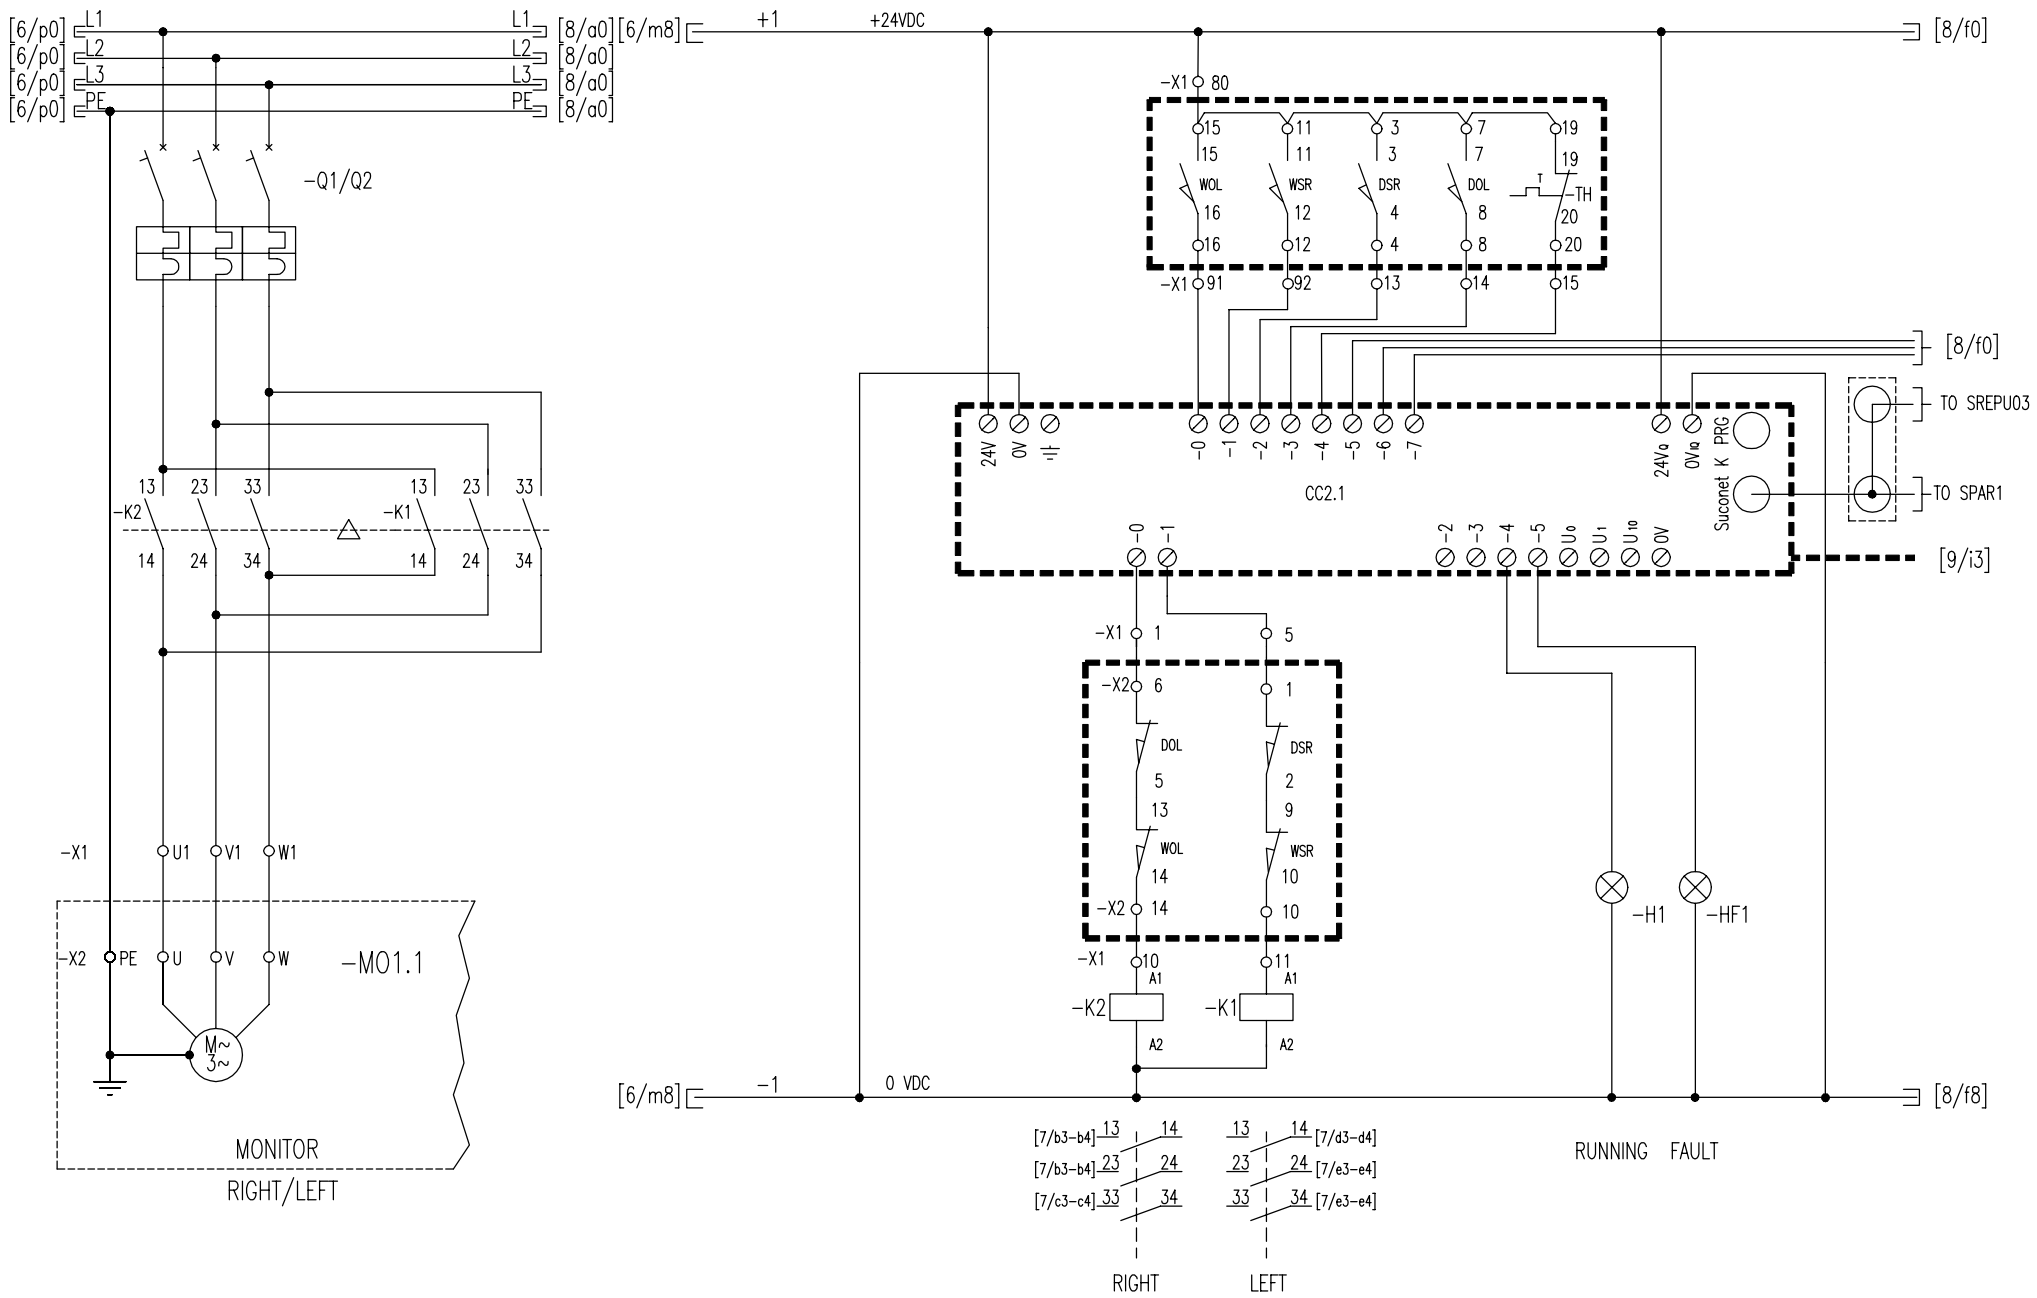 [6/p0] L1 L1 [8/a0] [6/m8] +1 +24VDC [8/f0]
[6/p0] L2 L2 [8/a0]
[6/p0] L3 L3 [8/a0]
[6/p0] PE PE [8/a0]
-X1 80
15 11 3 7 19
15 11 3 7 19
-Q1/Q2
WOL WSR DSR DOL T -TH
16 12 4 8 20
16 12 4 8 20
-X1 91 92 13 14 15
[8/f0]
TO SREPU03
24V 0V -0 -1 -2 -3 -4 -5 -6 -7 24VQ 0VIQ
Suconet K PRG
CC2.1
TO SPAR1
13 23 33 13 23 33
-K2 -K1
14 24 34 14 24 34
-0 -1 -2 -3 -4 -5 U0 U1 U10 0V
[9/i3]
-X1 1 5
-X2 6 1
DOL DSR
5 2
13 9
WOL WSR
14 10
-X2 14 10
-X1 U1 V1 W1
-H1 -HF1
-X2 PE U V W -M01.1
-X1 10 11
A1 A1
-K2 -K1
A2 A2
M~
3~
[6/m8] -1 0 VDC [8/f8]
MONITOR
RIGHT/LEFT
[7/b3-b4] 13 14 13 14 [7/d3-d4]
[7/b3-b4] 23 24 23 24 [7/e3-e4]
[7/c3-c4] 33 34 33 34 [7/e3-e4]
RUNNING FAULT
RIGHT LEFT